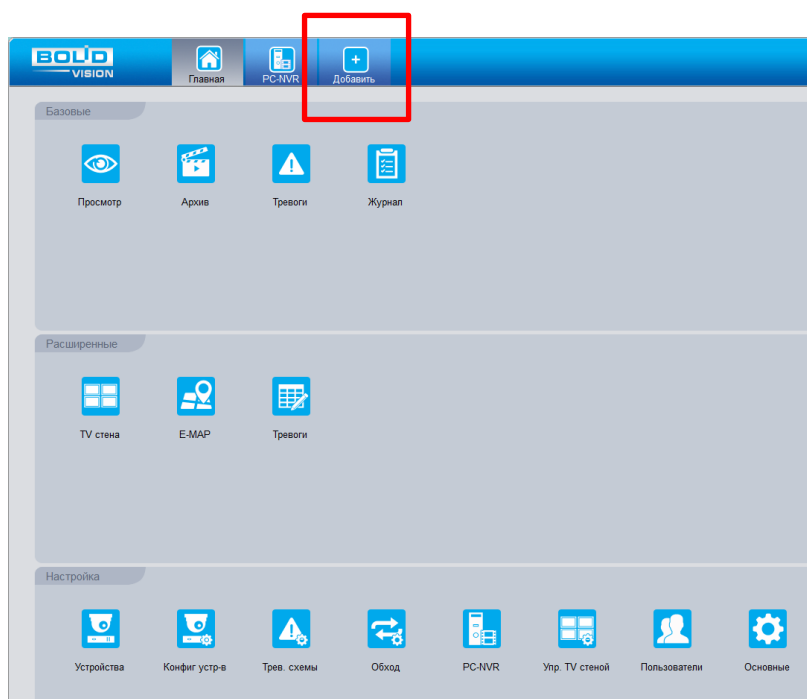 BOLID
VISION
Главная
PC-NVR
Добавить
Базовые
Просмотр
Архив
Тревоги
Журнал
Расширенные
TV стена
E-MAP
Тревоги
Настройка
Устройства
Конфиг устр-в
Трев. схемы
Обход
PC-NVR
Упр. TV стеной
Пользователи
Основные